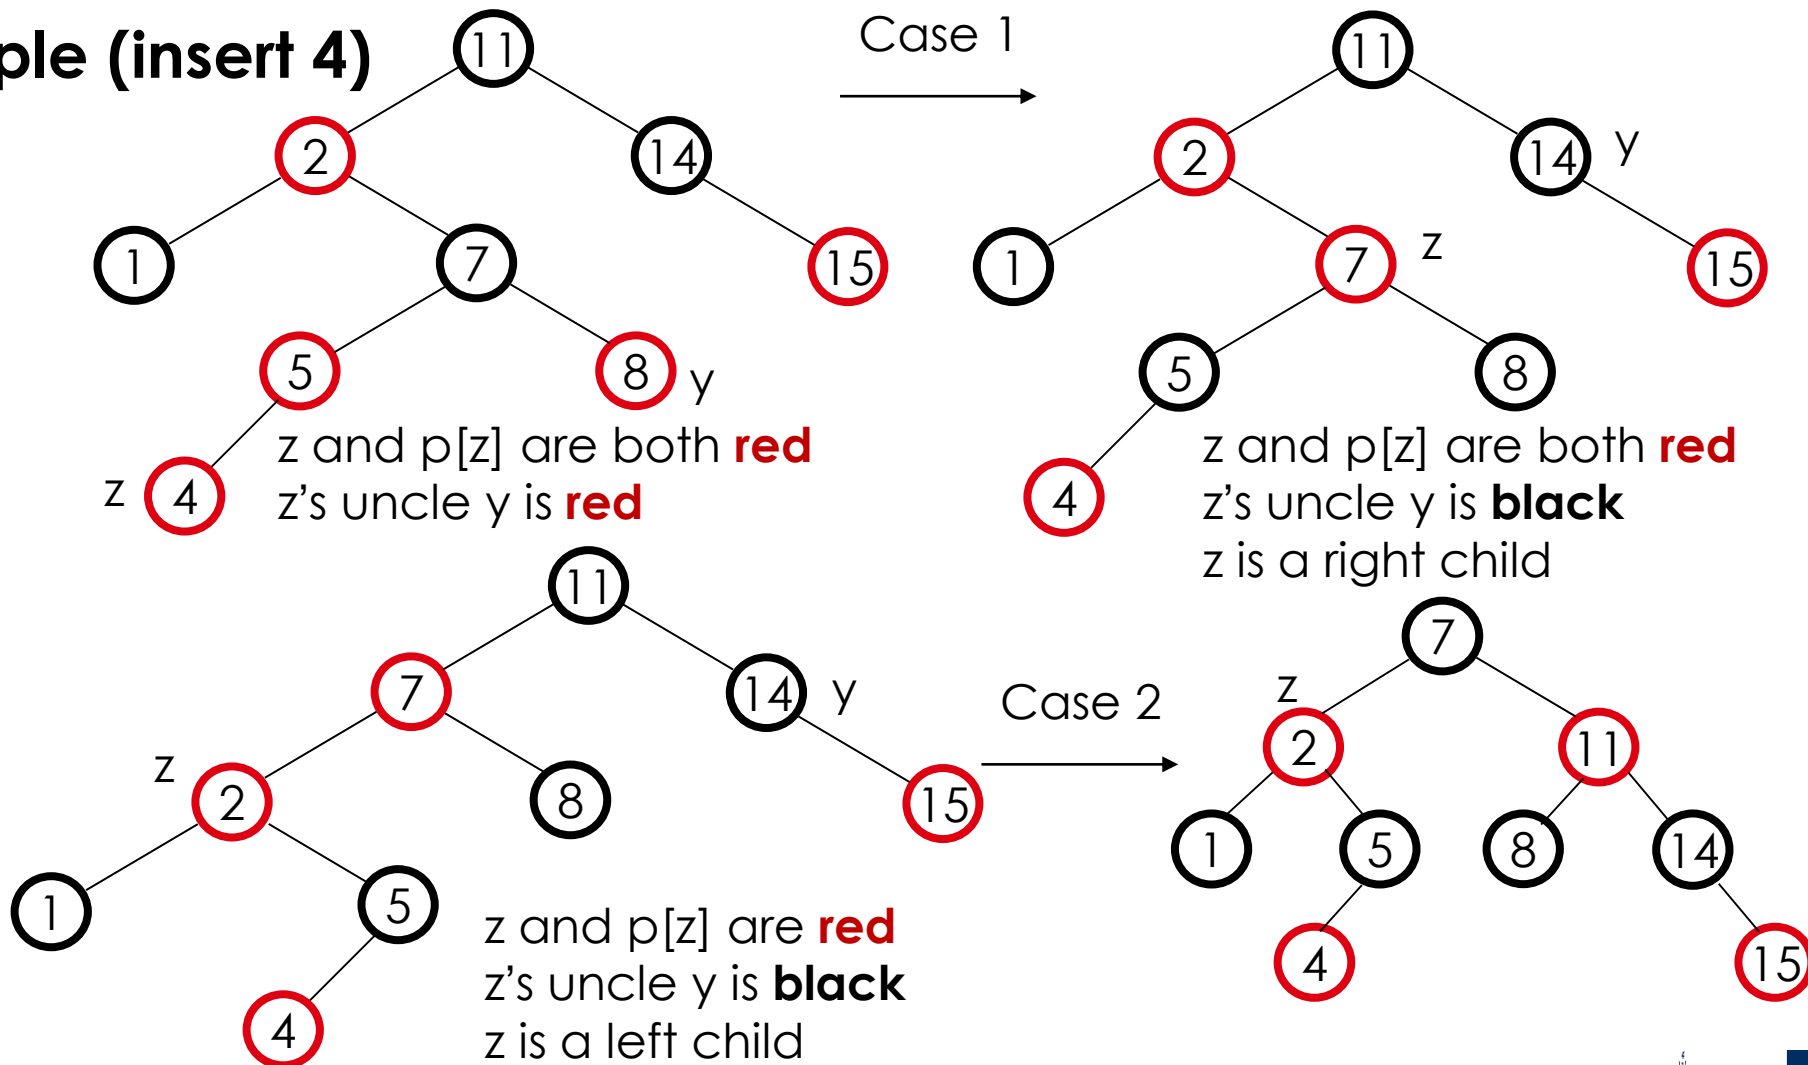 ple (insert 4)
Case 1
11
2
14
1
7
15
5
8
y
z
4
z and p[z] are both red
z's uncle y is red
11
2
14
y
1
7
z
15
5
8
4
z and p[z] are both red
z's uncle y is black
z is a right child
11
7
14
y
z
2
8
15
1
5
4
z and p[z] are red
z's uncle y is black
z is a left child
Case 2
7
z
2
11
1
5
8
14
4
15